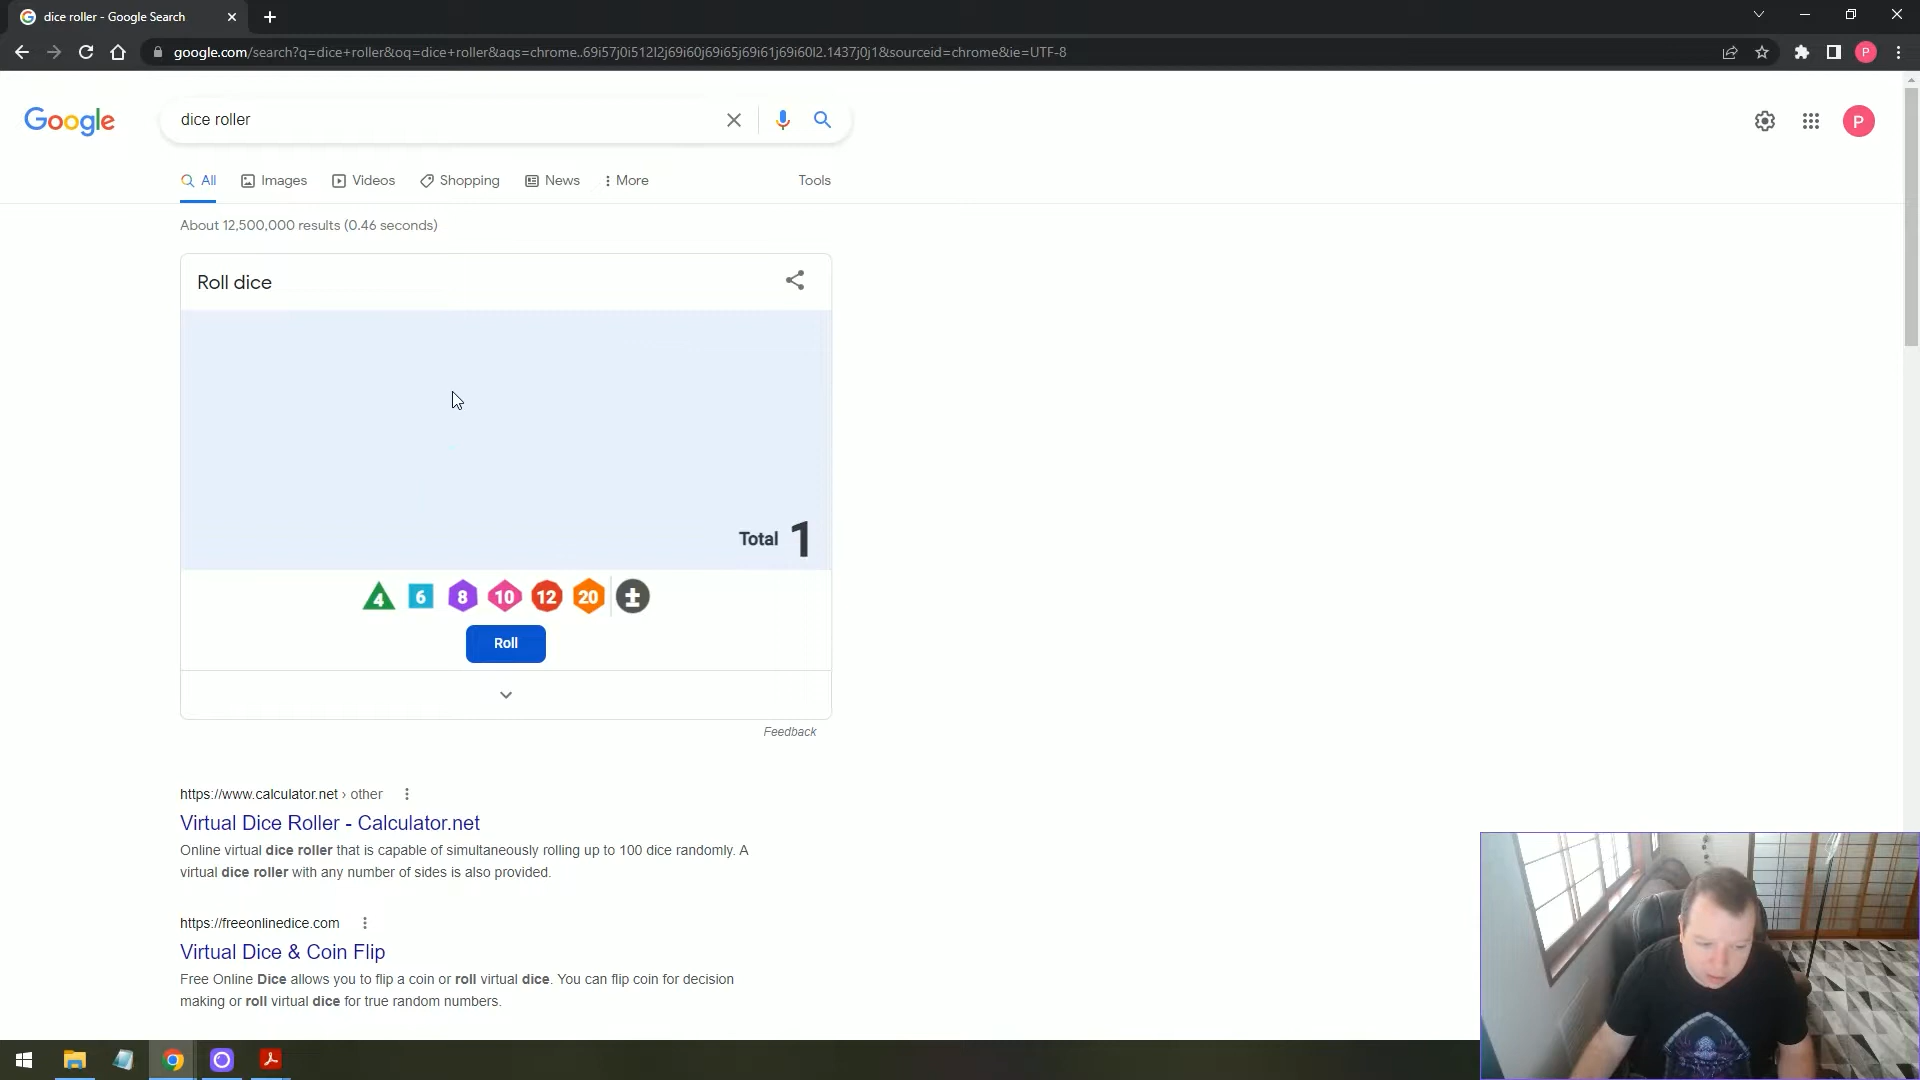 dice roller - Google Search
google.com/search?q=dice+roller&oq=dice+roller&aqs=chrome..69i57j0i512l2j69i60j69i65j69i61j69i60l2.1437j0j1&sourceid=chrome&ie=UTF-8
P
Google
dice roller
P
All
Images
Videos
Shopping
News
More
Tools
About 12,500,000 results (0.46 seconds)
Roll dice
Total 1
4 6 8 10 12 20 ±
Roll
Feedback
https://www.calculator.net › other
Virtual Dice Roller - Calculator.net
Online virtual dice roller that is capable of simultaneously rolling up to 100 dice randomly. A
virtual dice roller with any number of sides is also provided.
https://freeonlinedice.com
Virtual Dice & Coin Flip
Free Online Dice allows you to flip a coin or roll virtual dice. You can flip coin for decision
making or roll virtual dice for true random numbers.